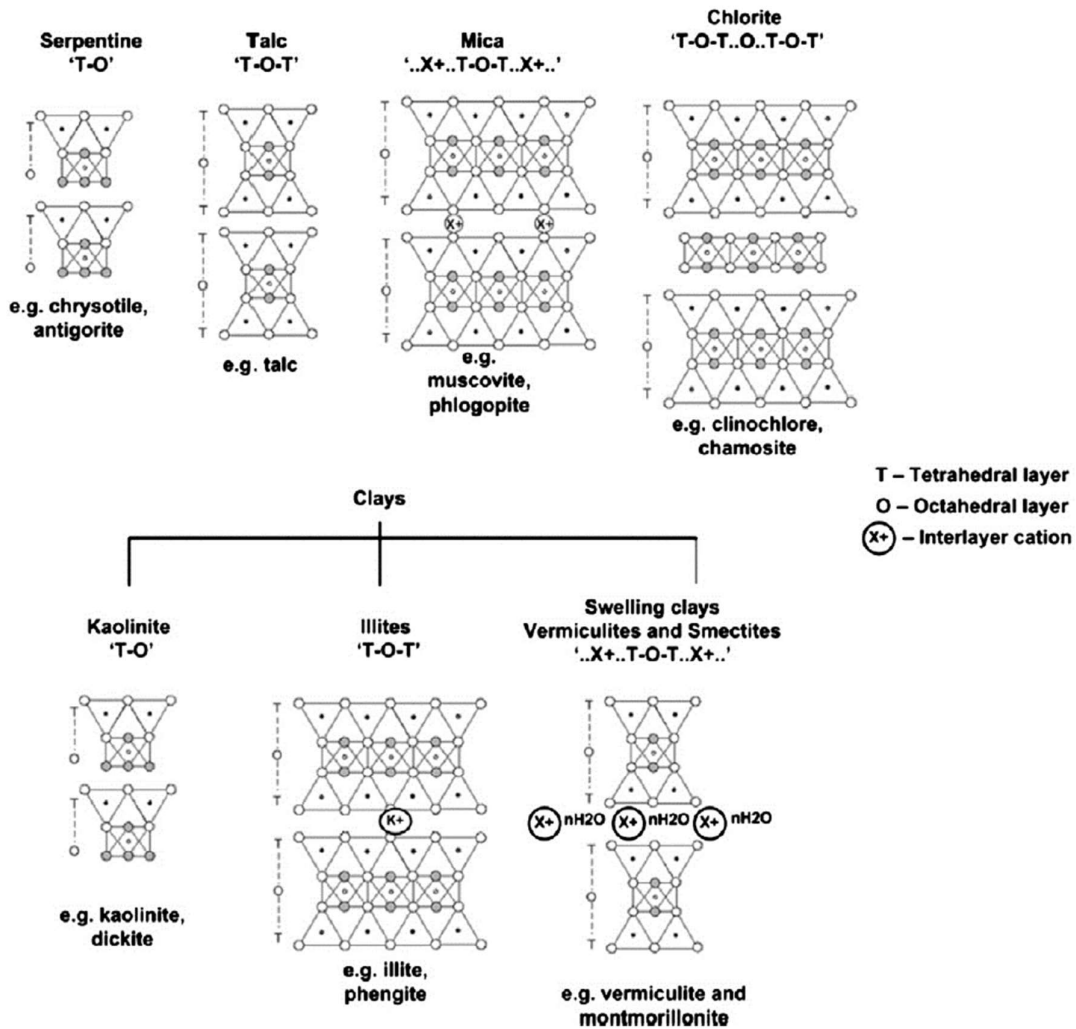 Serpentine
'T-O'
Talc
'T-O-T'
Mica
'..X+..T-O-T..X+..'
Chlorite
'T-O-T..O..T-O-T'
T
O
T
O
T
O
T
T
O
T
T
O
T
X+ X+
T
O
T
T
O
T
T
O
T
e.g. chrysotile,
antigorite
e.g. talc
e.g.
muscovite,
phlogopite
e.g. clinochlore,
chamosite
T – Tetrahedral layer
O – Octahedral layer
X+ – Interlayer cation
Clays
Kaolinite
'T-O'
Illites
'T-O-T'
Swelling clays
Vermiculites and Smectites
'..X+..T-O-T..X+..'
T
O
T
O
T
O
T
K+
T
O
T
T
O
T
X+ nH2O X+ nH2O X+ nH2O
T
O
T
e.g. kaolinite,
dickite
e.g. illite,
phengite
e.g. vermiculite and
montmorillonite